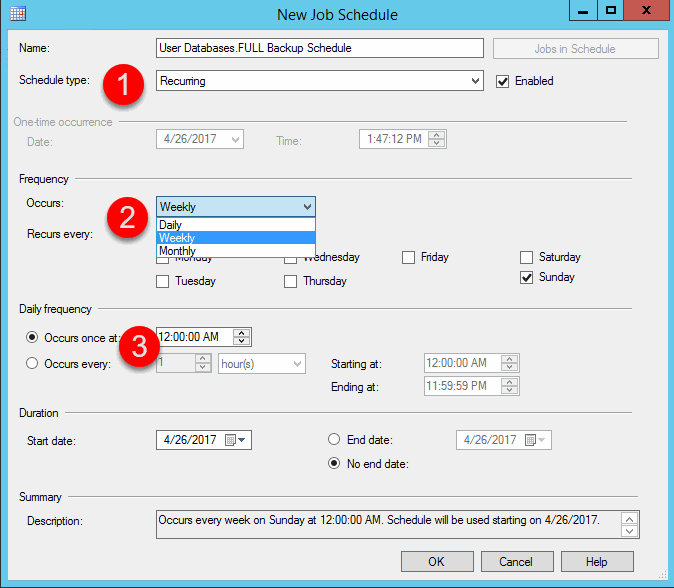 New Job Schedule
Name: User Databases.FULL Backup Schedule Jobs in Schedule
Schedule type: 1 Recurring Enabled
One-time occurrence
Date: 4/26/2017 Time: 1:47:12 PM
Frequency
Occurs: 2 Weekly
Daily
Recurs every: Weekly
Monthly
Monday Wednesday Friday Saturday
Tuesday Thursday Sunday
Daily frequency
Occurs once at: 3 12:00:00 AM
Occurs every: 1 hour(s) Starting at: 12:00:00 AM
Ending at: 11:59:59 PM
Duration
Start date: 4/26/2017 End date: 4/26/2017
No end date:
Summary
Description: Occurs every week on Sunday at 12:00:00 AM. Schedule will be used starting on 4/26/2017.
OK Cancel Help